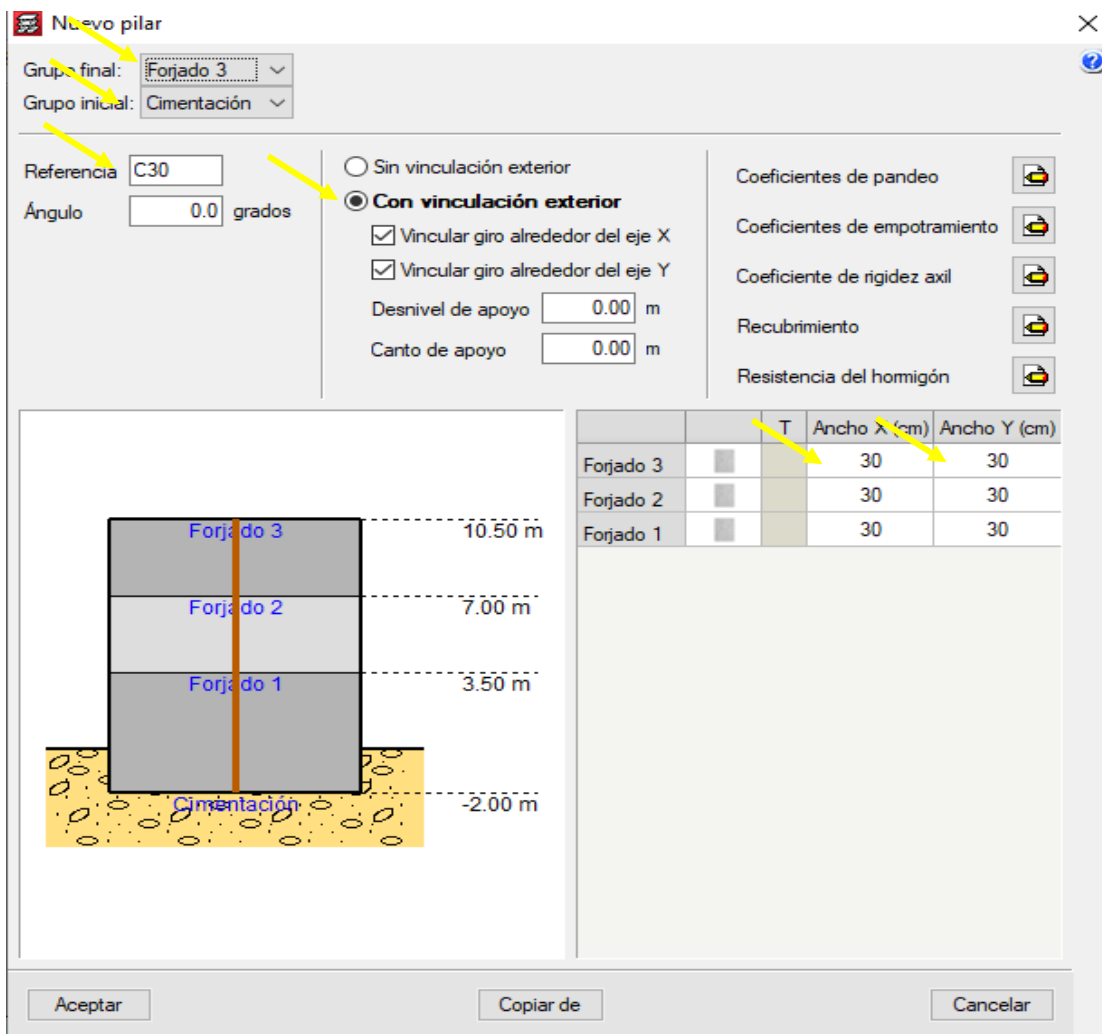 Nuevo pilar
Grupo final: Forjado 3
Grupo inicial: Cimentación
Referencia C30
Ángulo 0.0 grados
Sin vinculación exterior
Con vinculación exterior
Vincular giro alrededor del eje X
Vincular giro alrededor del eje Y
Desnivel de apoyo 0.00 m
Canto de apoyo 0.00 m
Coeficientes de pandeo
Coeficientes de empotramiento
Coeficiente de rigidez axil
Recubrimiento
Resistencia del hormigón
Forjado 3 10.50 m
Forjado 2 7.00 m
Forjado 1 3.50 m
Cimentación -2.00 m
T Ancho X (cm) Ancho Y (cm)
Forjado 3 30 30
Forjado 2 30 30
Forjado 1 30 30
Aceptar Copiar de Cancelar